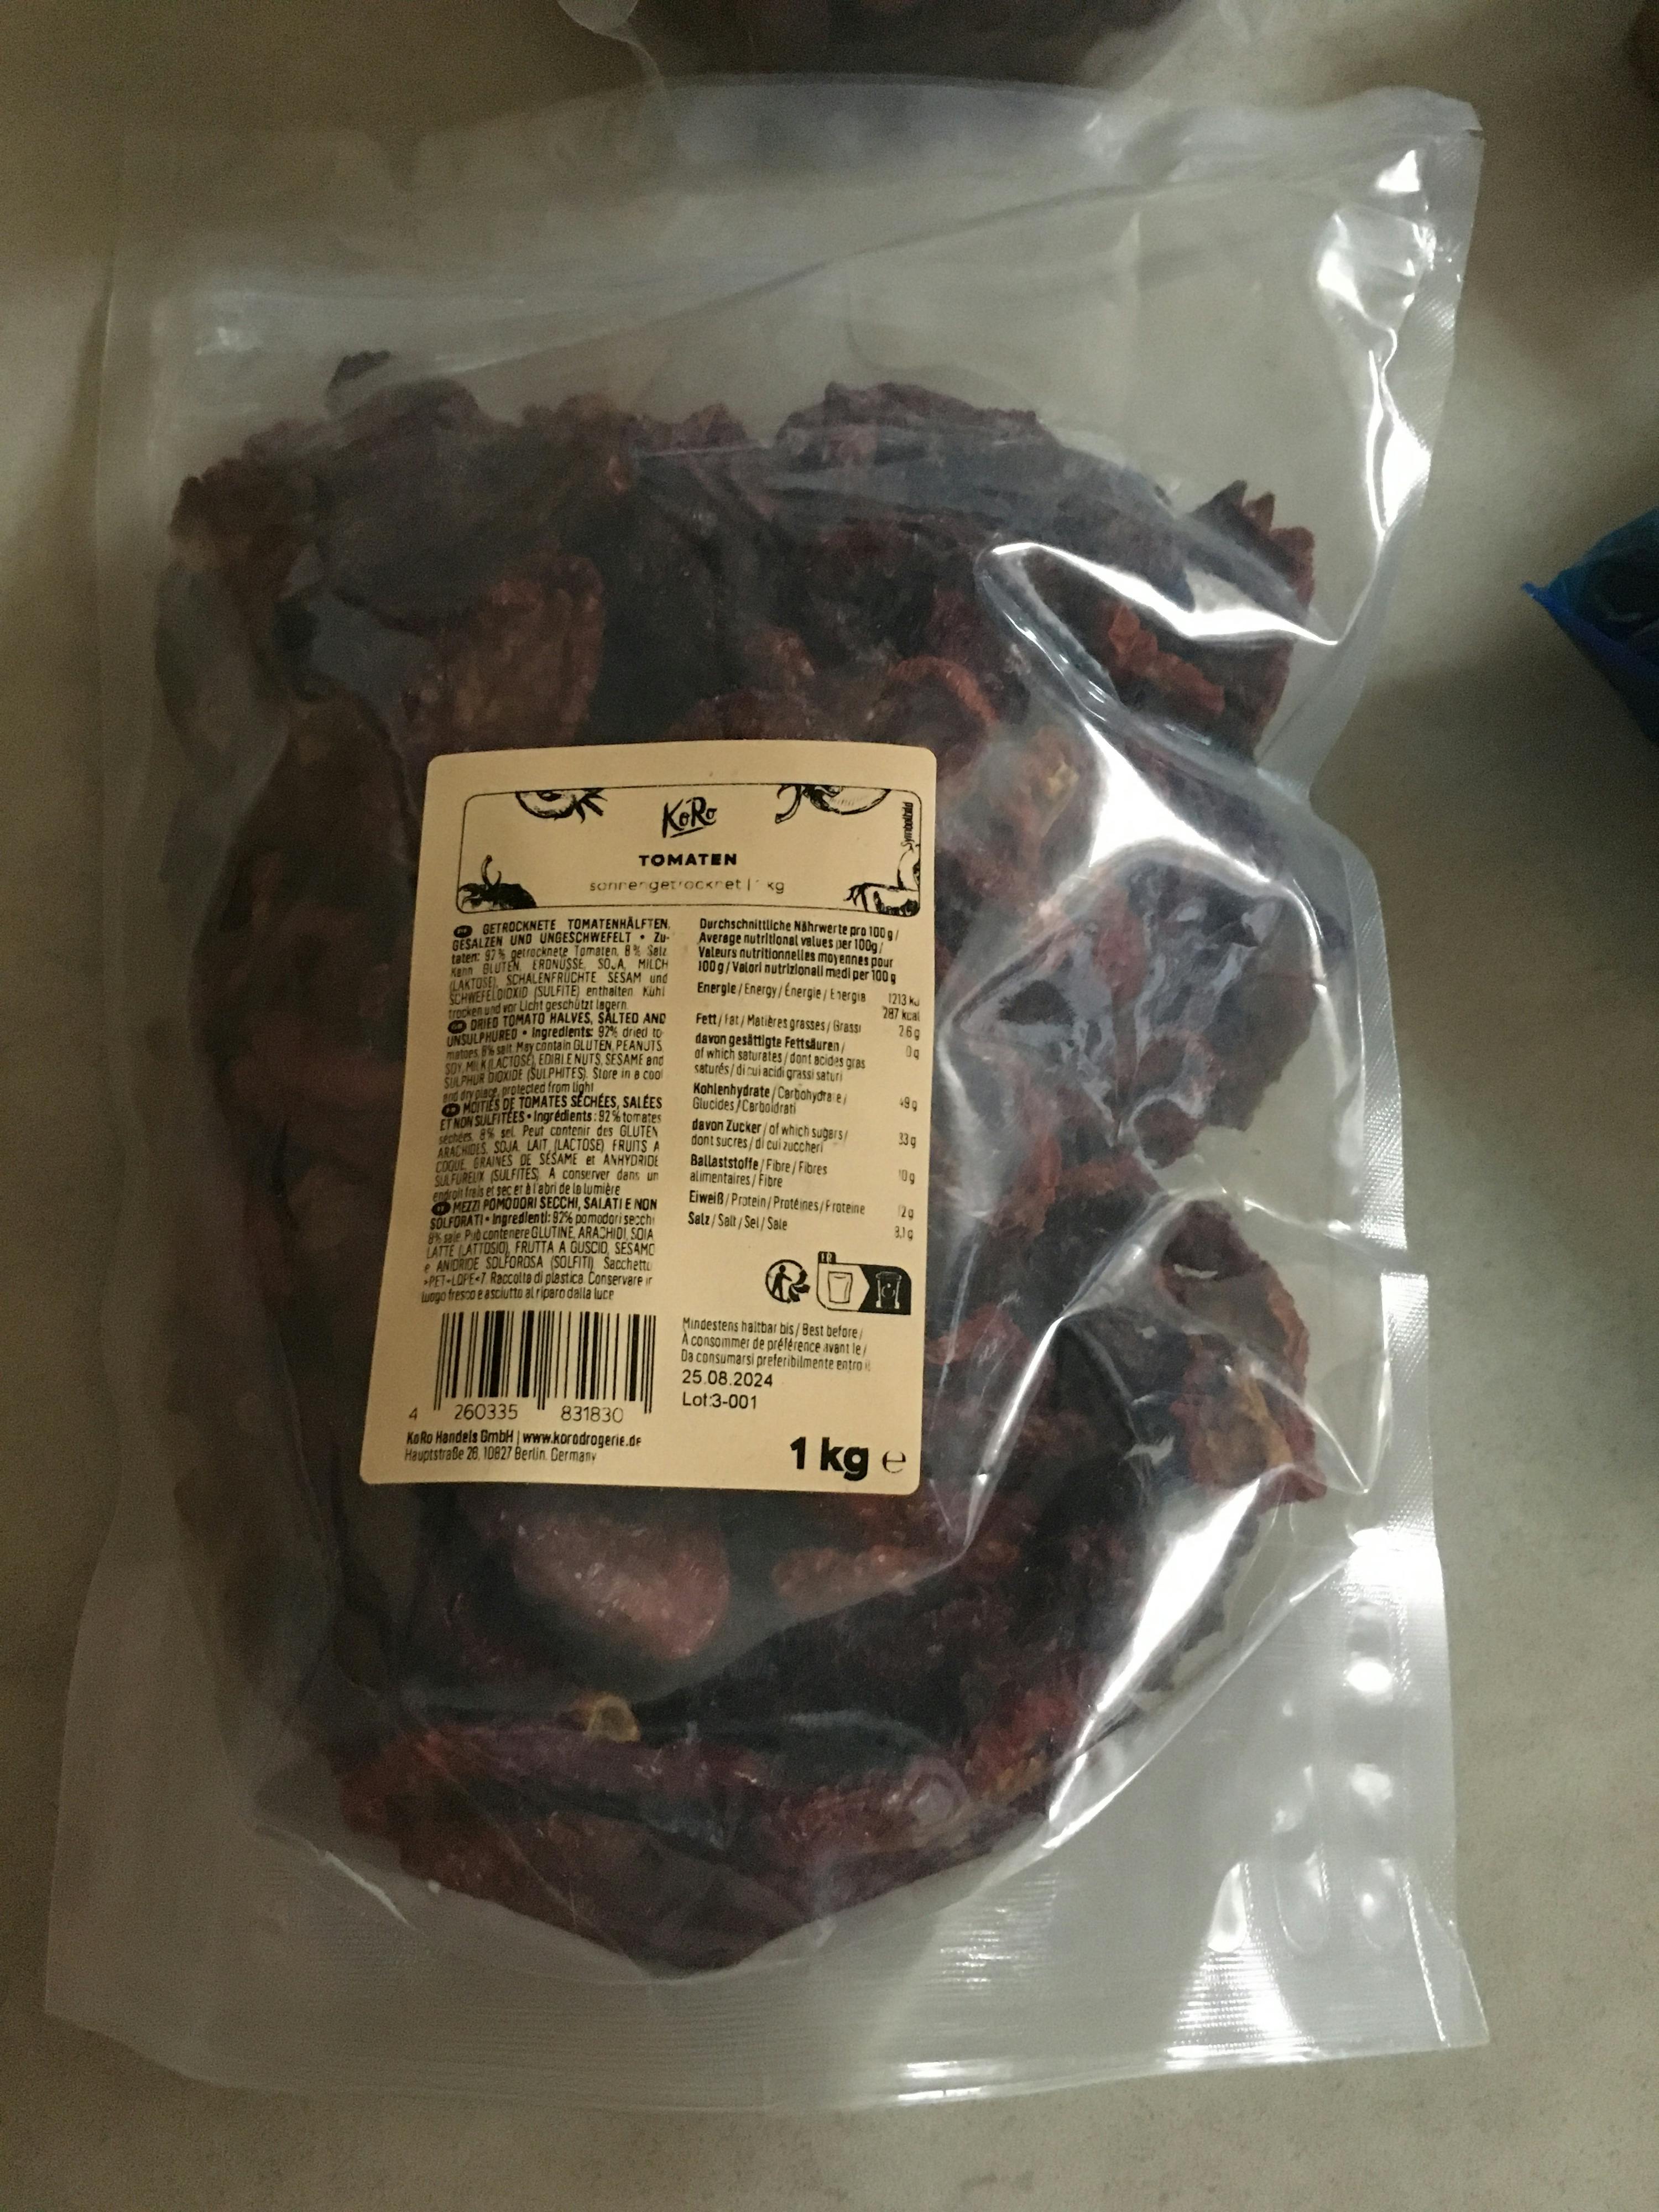 KoRo
TOMATEN
sonnengetrocknet | 1 kg
DE GETROCKNETE TOMATENHÄLFTEN,
GESALZEN UND UNGESCHWEFELT • Zu-
taten: 92% getrocknete Tomaten, 8% Salz.
Kann GLUTEN, ERDNÜSSE, SOJA, MILCH
(LAKTOSE), SCHALENFRÜCHTE, SESAM und
SCHWEFELDIOXID (SULFITE) enthalten. Kühl
trocken und vor Licht geschützt lagern.
DRIED TOMATO HALVES, SALTED AND
UNSULPHURED • Ingredients: 92% dried to-
matoes, 8% salt. May contain GLUTEN, PEANUTS,
SOY, MILK (LACTOSE), EDIBLE NUTS, SESAME and
SULPHUR DIOXIDE (SULPHITES). Store in a cool
and dry place, protected from light
MOITIÉS DE TOMATES SÉCHÉES, SALÉES
ET NON SULFITÉES • Ingrédients: 92% tomates
séchées, 8% sel. Peut contenir des GLUTEN
ARACHIDES, SOJA, LAIT (LACTOSE), FRUITS A
COQUE, GRAINES DE SÉSAME et ANHYDRIDE
SULFUREUX (SULFITES). A conserver dans un
endroit frais et sec et à l'abri de la lumière
MEZZI POMODORI SECCHI, SALATI E NON
SOLFORATI • Ingredienti: 92% pomodori secchi
8% sale. Può contenere GLUTINE, ARACHIDI, SOIA
LATTE (LATTOSIO), FRUTTA A GUSCIO, SESAMO
e ANIDRIDE SOLFOROSA (SOLFITI). Sacchetto
>PET+LDPE<7. Raccolta di plastica. Conservare in
luogo fresco e asciutto al riparo dalla luce
4 260335 831830
KoRo Handels GmbH | www.korodrogerie.de
Hauptstraße 26, 10827 Berlin, Germany
Durchschnittliche Nährwerte pro 100 g /
Average nutritional values per 100g/
Valeurs nutritionnelles moyennes pour
100 g / Valori nutrizionali medi per 100 g
Energie / Energy / Énergie / Energia 1213 kJ
287 kcal
Fett / Fat / Matières grasses / Grassi 2.6 g
davon gesättigte Fettsäuren / 0 g
of which saturates / dont acides gras
saturés / di cui acidi grassi saturi
Kohlenhydrate / Carbohydrate / 49 g
Glucides / Carboidrati
davon Zucker / of which sugars / 33 g
dont sucres / di cui zuccheri
Ballaststoffe / Fibre / Fibres 10 g
alimentaires / Fibre
Eiweiß / Protein / Protéines / Proteine 12 g
Salz / Salt / Sel / Sale 8,1 g
FR
Mindestens haltbar bis / Best before /
À consommer de préférence avant le /
Da consumarsi preferibilmente entro il
25.08.2024
Lot:3-001
1 kg e